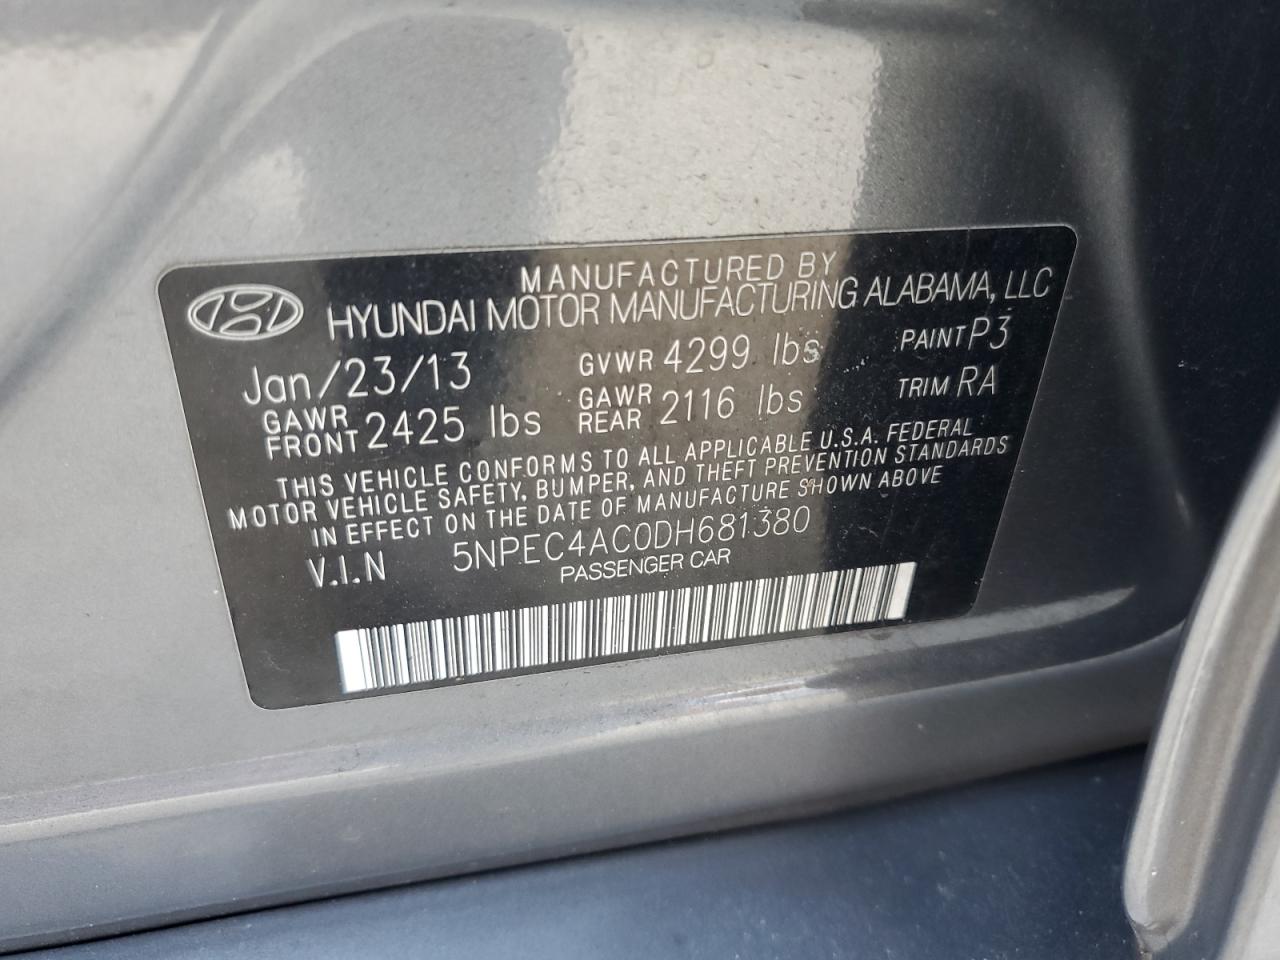 MANUFACTURED BY
HYUNDAI MOTOR MANUFACTURING ALABAMA, LLC
Jan/23/13 GVWR 4299 lbs PAINT P3
GAWR FRONT 2425 lbs GAWR REAR 2116 lbs TRIM RA
THIS VEHICLE CONFORMS TO ALL APPLICABLE U.S.A. FEDERAL
MOTOR VEHICLE SAFETY, BUMPER, AND THEFT PREVENTION STANDARDS
IN EFFECT ON THE DATE OF MANUFACTURE SHOWN ABOVE
V.I.N 5NPEC4AC0DH681380
PASSENGER CAR